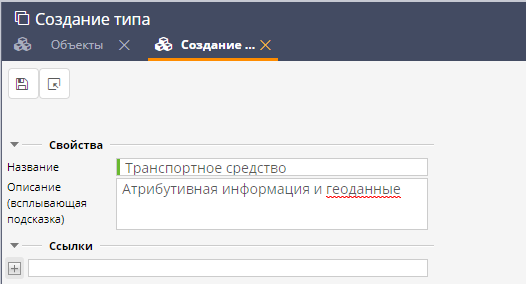 Создание типа
Объекты
Создание ...
Свойства
Название
Транспортное средство
Описание
(всплывающая
подсказка)
Атрибутивная информация и геоданные
Ссылки